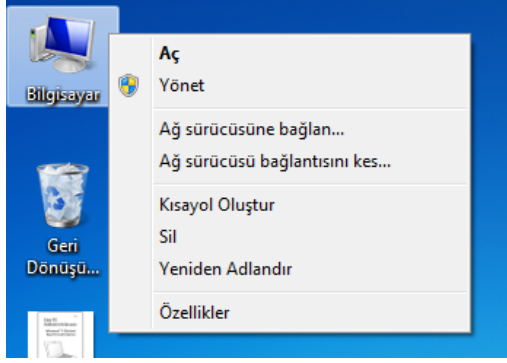 Bilgisayar
Aç
Yönet
Ağ sürücüsüne bağlan...
Ağ sürücüsü bağlantısını kes...
Kısayol Oluştur
Sil
Yeniden Adlandır
Özellikler
Geri
Dönüşü...